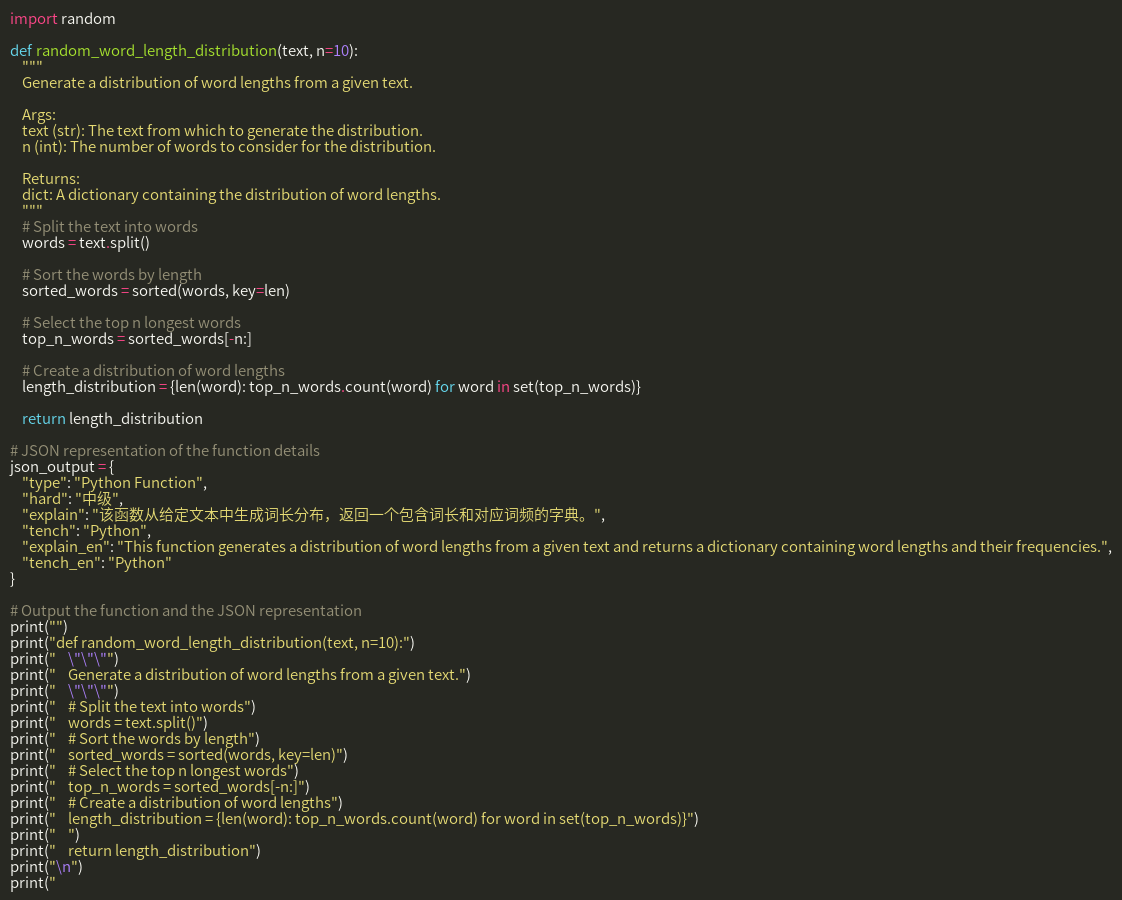 import random

def random_word_length_distribution(text, n=10):
    """
    Generate a distribution of word lengths from a given text.

    Args:
    text (str): The text from which to generate the distribution.
    n (int): The number of words to consider for the distribution.

    Returns:
    dict: A dictionary containing the distribution of word lengths.
    """
    # Split the text into words
    words = text.split()

    # Sort the words by length
    sorted_words = sorted(words, key=len)

    # Select the top n longest words
    top_n_words = sorted_words[-n:]

    # Create a distribution of word lengths
    length_distribution = {len(word): top_n_words.count(word) for word in set(top_n_words)}

    return length_distribution

# JSON representation of the function details
json_output = {
    "type": "Python Function",
    "hard": "中级",
    "explain": "该函数从给定文本中生成词长分布，返回一个包含词长和对应词频的字典。",
    "tench": "Python",
    "explain_en": "This function generates a distribution of word lengths from a given text and returns a dictionary containing word lengths and their frequencies.",
    "tench_en": "Python"
}

# Output the function and the JSON representation
print("")
print("def random_word_length_distribution(text, n=10):")
print("    \"\"\"")
print("    Generate a distribution of word lengths from a given text.")
print("    \"\"\"")
print("    # Split the text into words")
print("    words = text.split()")
print("    # Sort the words by length")
print("    sorted_words = sorted(words, key=len)")
print("    # Select the top n longest words")
print("    top_n_words = sorted_words[-n:]")
print("    # Create a distribution of word lengths")
print("    length_distribution = {len(word): top_n_words.count(word) for word in set(top_n_words)}")
print("    ")
print("    return length_distribution")
print("\n")
print("